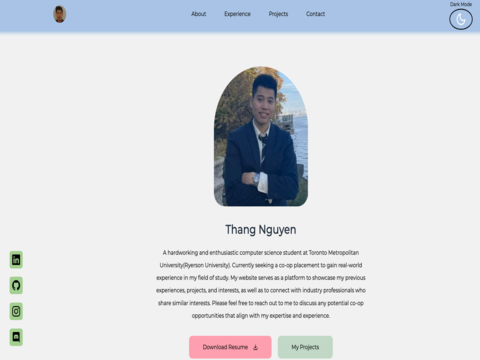 Dark Mode
About Experience Projects Contact
Thang Nguyen
A hardworking and enthusiastic computer science student at Toronto Metropolitan
University(Ryerson University), Currently seeking a co-op placement to gain real-world
experience in my field of study. My website serves as a platform to showcase my previous
experiences, projects, and interests, as well as to connect with industry professionals who
share similar interests. Please feel free to reach out to me to discuss any potential co-op
opportunities that align with my expertise and experience.
Download Resume My Projects